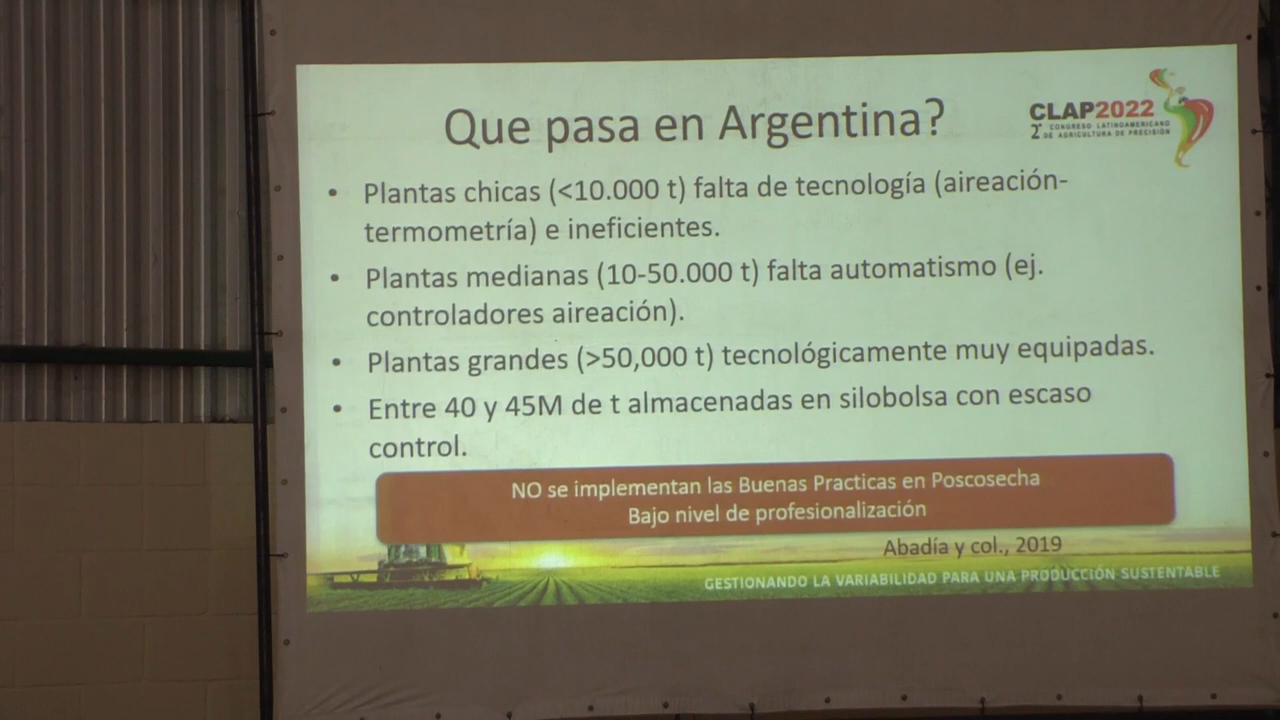 Que pasa en Argentina?
CLAP2022
2° CONGRESO LATINOAMERICANO
DE AGRICULTURA DE PRECISIÓN
• Plantas chicas (<10.000 t) falta de tecnología (aireación-
termometría) e ineficientes.
• Plantas medianas (10-50.000 t) falta automatismo (ej.
controladores aireación).
• Plantas grandes (>50,000 t) tecnológicamente muy equipadas.
• Entre 40 y 45M de t almacenadas en silobolsa con escaso
control.
NO se implementan las Buenas Practicas en Poscosecha
Bajo nivel de profesionalización
Abadía y col., 2019
GESTIONANDO LA VARIABILIDAD PARA UNA PRODUCCIÓN SUSTENTABLE